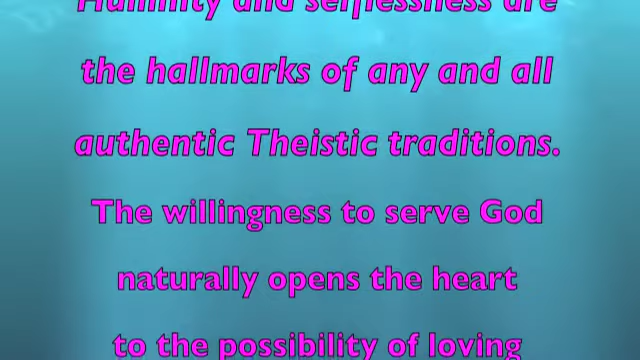 Humility and selflessness are
the hallmarks of any and all
authentic Theistic traditions.
The willingness to serve God
naturally opens the heart
to the possibility of loving